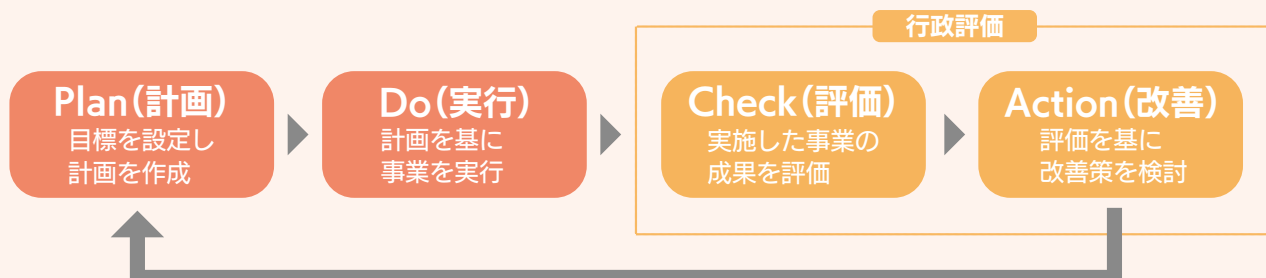 行政評価
Plan(計画)
目標を設定し
計画を作成
Do(実行)
計画を基に
事業を実行
Check(評価)
実施した事業の
成果を評価
Action(改善)
評価を基に
改善策を検討